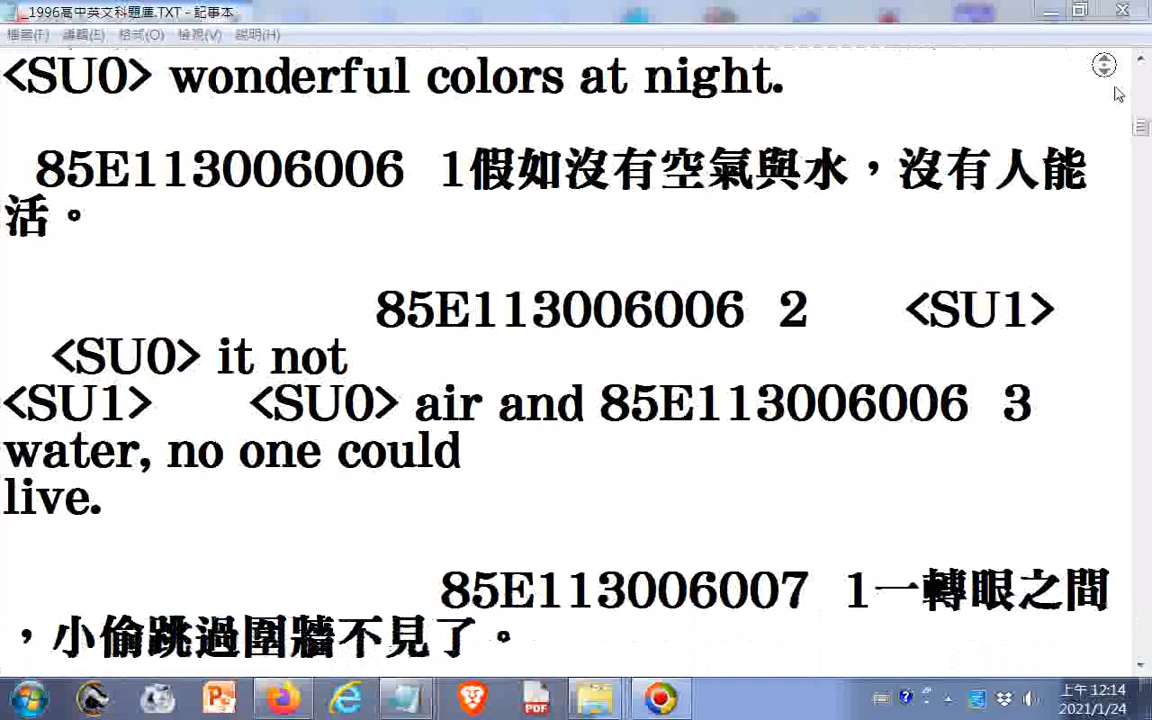 _1996高中英文科題庫.TXT - 記事本
檔案(F) 編輯(E) 格式(O) 檢視(V) 說明(H)
<SU0> wonderful colors at night.
85E113006006 1假如沒有空氣與水，沒有人能
活。
85E113006006 2 <SU1>
<SU0> it not
<SU1> <SU0> air and 85E113006006 3
water, no one could
live.
85E113006007 1一轉眼之間
，小偷跳過圍牆不見了。
上午 12:14
2021/1/24